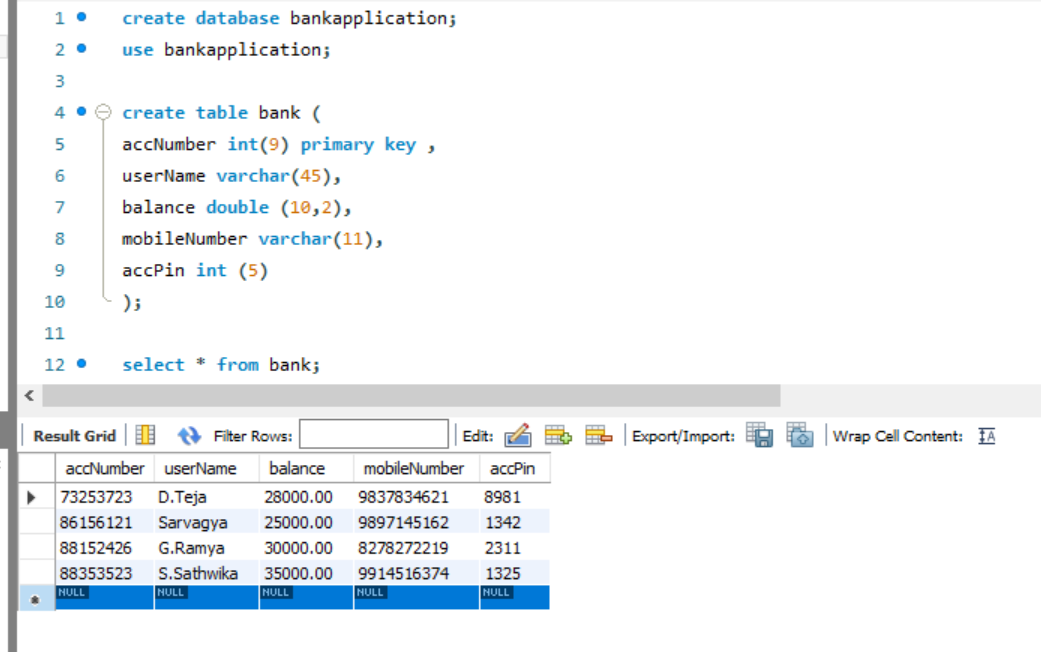 1 create database bankapplication;
2 use bankapplication;
3
4 create table bank (
5 accNumber int(9) primary key ,
6 userName varchar(45),
7 balance double (10,2),
8 mobileNumber varchar(11),
9 accPin int (5)
10 );
11
12 select * from bank;
Result Grid Filter Rows: Edit: Export/Import: Wrap Cell Content: IA
accNumber userName balance mobileNumber accPin
73253723 D.Teja 28000.00 9837834621 8981
86156121 Sarvagya 25000.00 9897145162 1342
88152426 G.Ramya 30000.00 8278272219 2311
88353523 S.Sathwika 35000.00 9914516374 1325
NULL NULL NULL NULL NULL